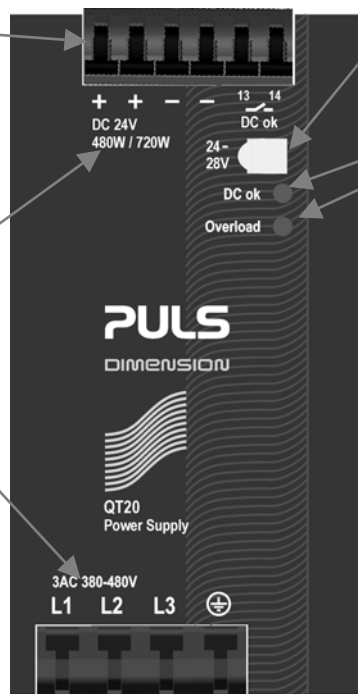 + + − − 13 14
DC 24V
DC ok
480W / 720W
24–
28V
DC ok
Overload
PULS
DIMENSION
QT20
Power Supply
3AC 380-480V
L1 L2 L3